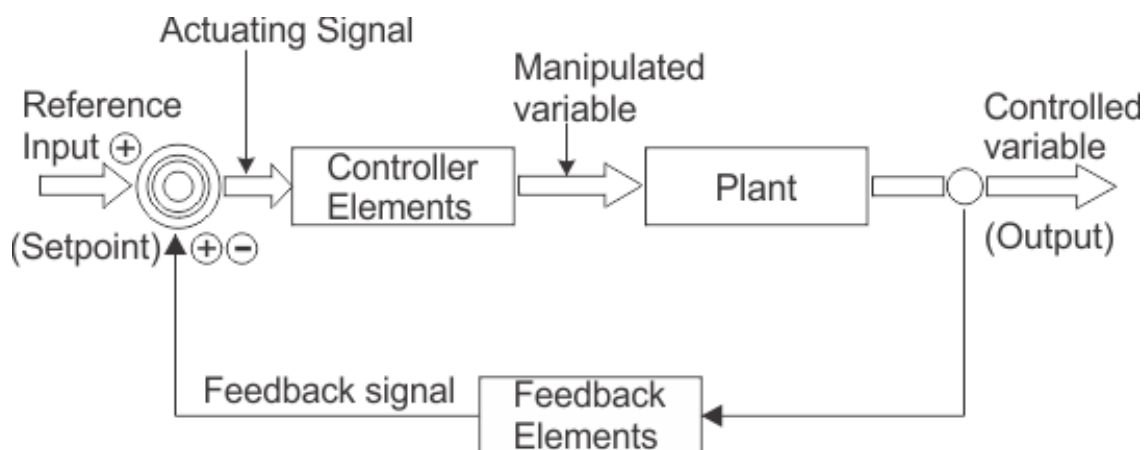 Actuating Signal
Manipulated
variable
Reference
Input +
Controlled
variable
Controller
Elements
Plant
(Setpoint) + −
(Output)
Feedback signal
Feedback
Elements